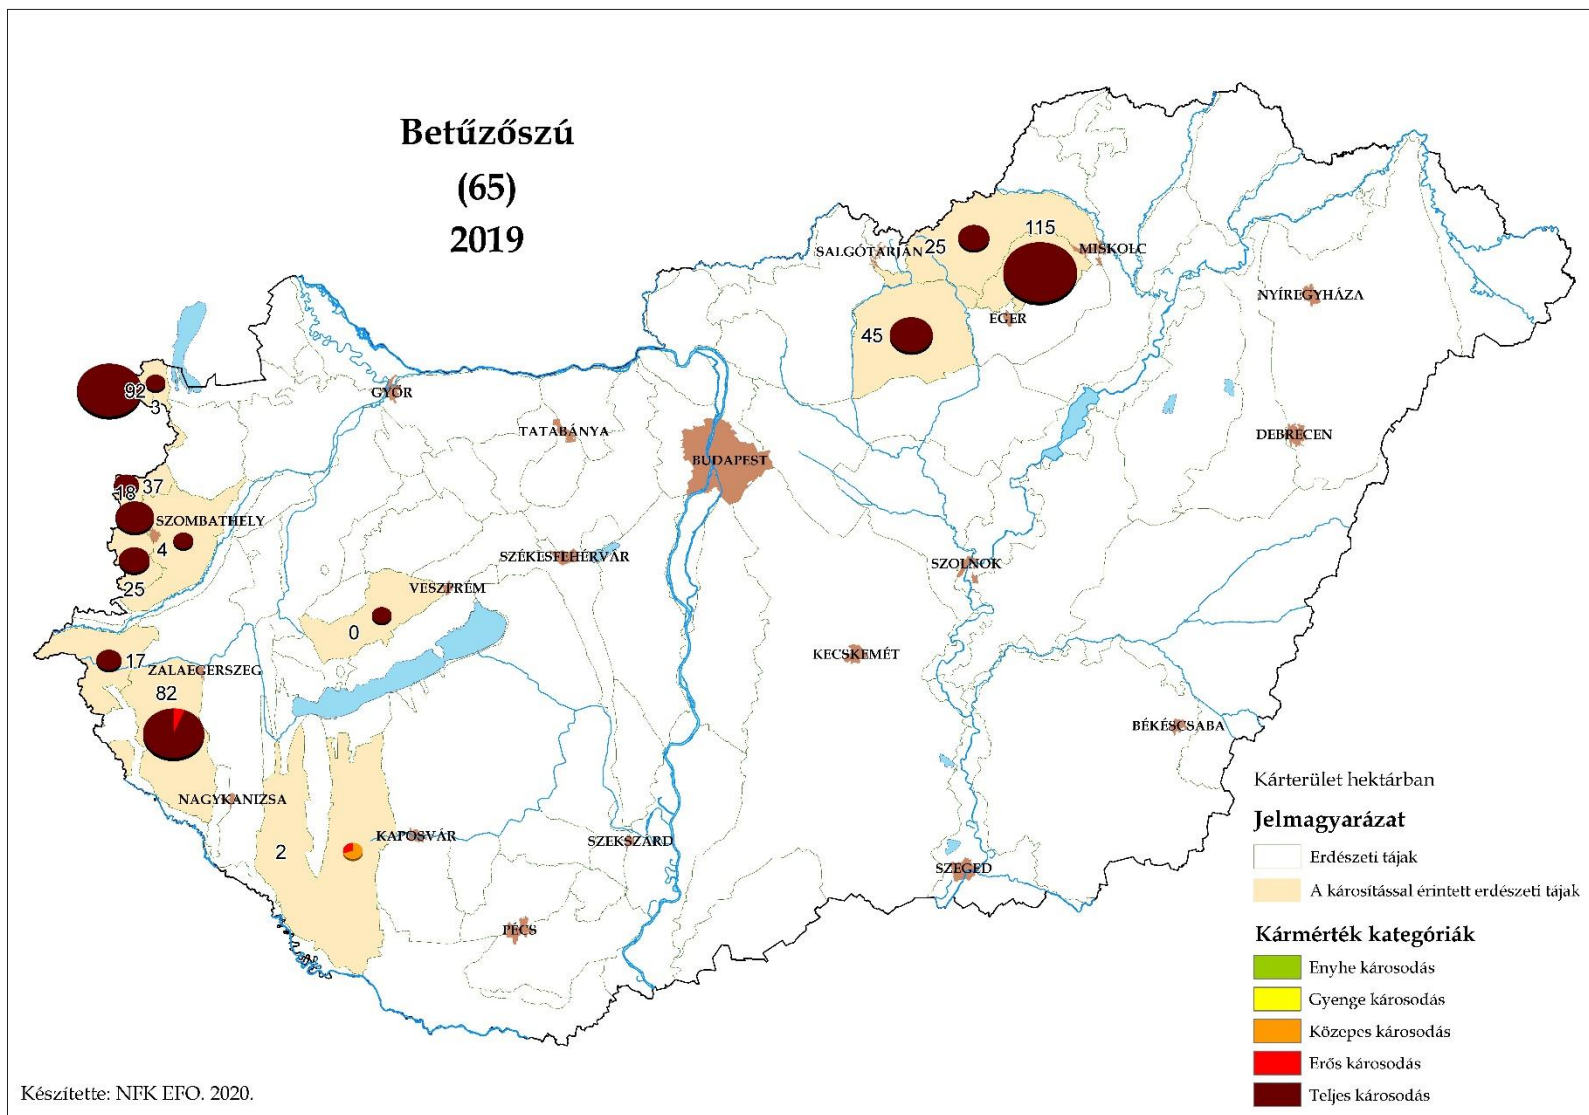 Betűzőszú
(65)
2019
115
25
SALGÓTARJÁN
MISKOLC
NYÍREGYHÁZA
EGER
45
92
3
GYŐR
TATABÁNYA
BUDAPEST
DEBRECEN
37
18
SZOMBATHELY
4
25
SZÉKESFEHÉRVÁR
SZOLNOK
VESZPRÉM
0
17
ZALAEGERSZEG
82
KECSKEMÉT
BÉKÉSCSABA
NAGYKANIZSA
KAPOSVÁR
2
SZEKSZÁRD
SZEGED
PÉCS
Kárterület hektárban
Jelmagyarázat
Erdészeti tájak
A károsítással érintett erdészeti tájak
Kármérték kategóriák
Enyhe károsodás
Gyenge károsodás
Közepes károsodás
Erős károsodás
Teljes károsodás
Készítette: NFK EFO. 2020.